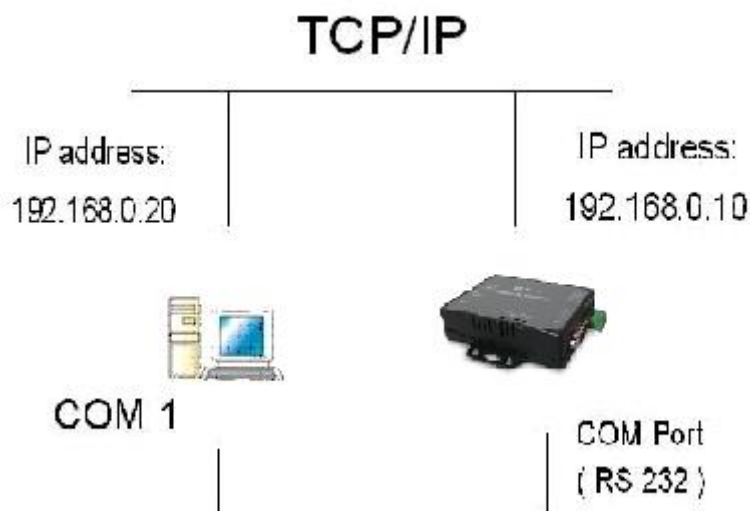 TCP/IP
IP address:
192.168.0.20
IP address:
192.168.0.10
COM 1
COM Port
( RS 232 )